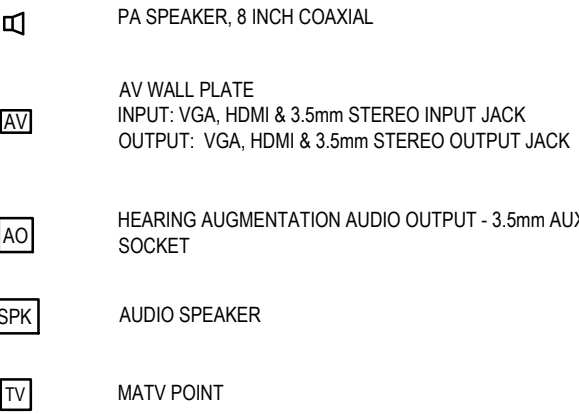 PA SPEAKER, 8 INCH COAXIAL
AV WALL PLATE
AV INPUT: VGA, HDMI & 3.5mm STEREO INPUT JACK
OUTPUT: VGA, HDMI & 3.5mm STEREO OUTPUT JACK
AO HEARING AUGMENTATION AUDIO OUTPUT - 3.5mm AUX
SOCKET
SPK AUDIO SPEAKER
TV MATV POINT